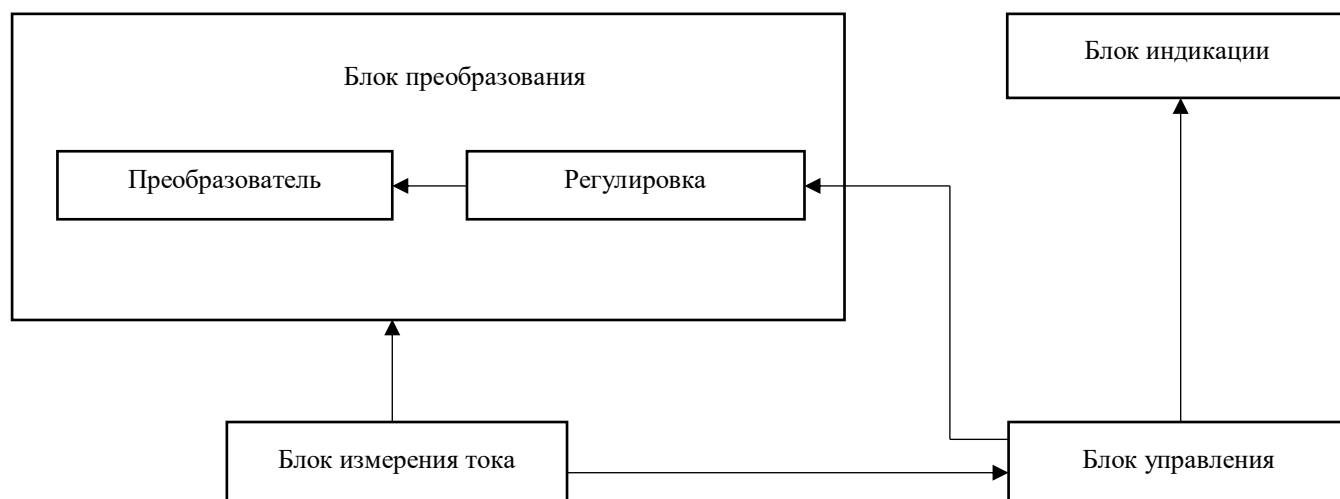 Блок преобразования
Блок индикации
Преобразователь
Регулировка
Блок измерения тока
Блок управления